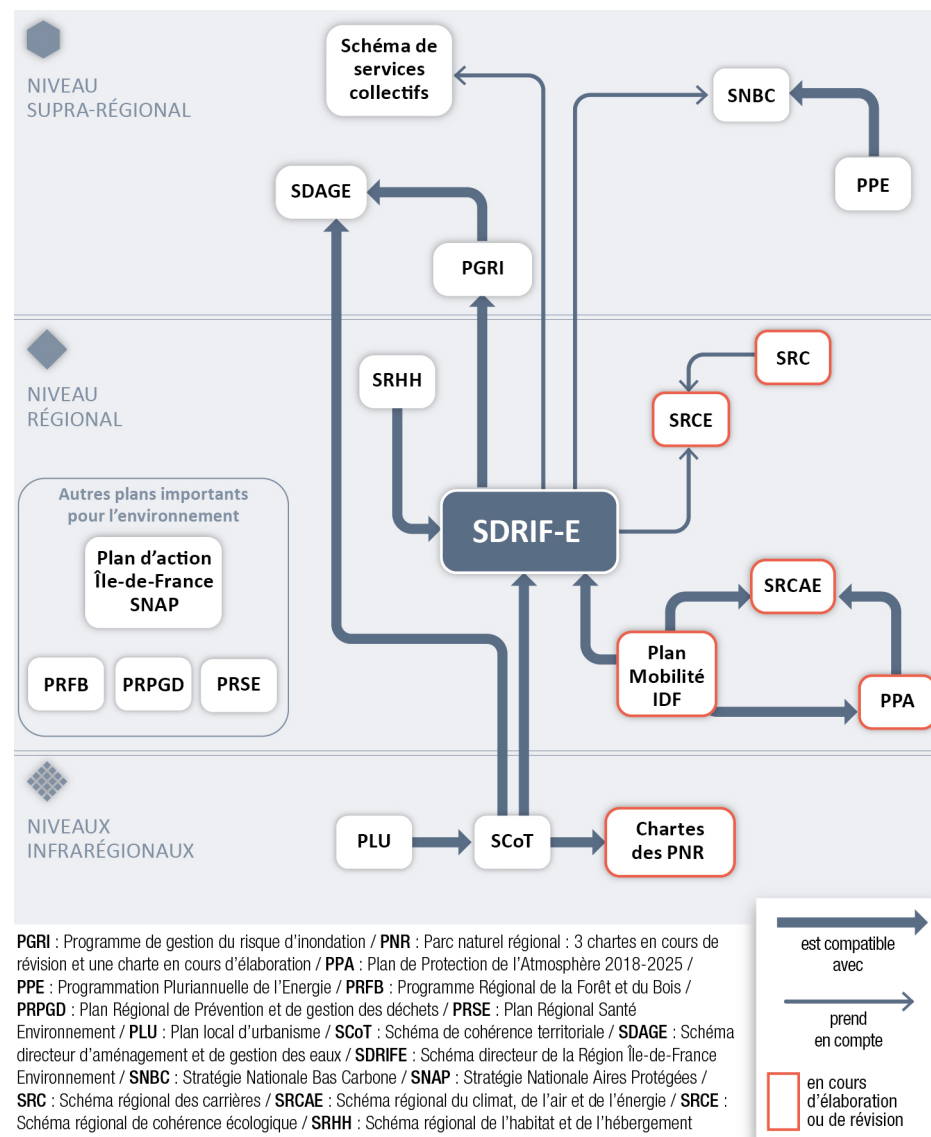 NIVEAU
SUPRA-RÉGIONAL
Schéma de
services
collectifs
SNBC
PPE
SDAGE
PGRI
NIVEAU
RÉGIONAL
SRHH
SRC
SRCE
Autres plans importants
pour l'environnement
Plan d'action
Île-de-France
SNAP
PRFB
PRPGD
PRSE
SDRIF-E
SRCAE
Plan
Mobilité
IDF
PPA
NIVEAUX
INFRARÉGIONAUX
PLU
SCoT
Chartes
des PNR
PGRI : Programme de gestion du risque d'inondation / PNR : Parc naturel régional : 3 chartes en cours de
révision et une charte en cours d'élaboration / PPA : Plan de Protection de l'Atmosphère 2018-2025 /
PPE : Programmation Pluriannuelle de l'Energie / PRFB : Programme Régional de la Forêt et du Bois /
PRPGD : Plan Régional de Prévention et de gestion des déchets / PRSE : Plan Régional Santé
Environnement / PLU : Plan local d'urbanisme / SCoT : Schéma de cohérence territoriale / SDAGE : Schéma
directeur d'aménagement et de gestion des eaux / SDRIFE : Schéma directeur de la Région Île-de-France
Environnement / SNBC : Stratégie Nationale Bas Carbone / SNAP : Stratégie Nationale Aires Protégées /
SRC : Schéma régional des carrières / SRCAE : Schéma régional du climat, de l'air et de l'énergie / SRCE :
Schéma régional de cohérence écologique / SRHH : Schéma régional de l'habitat et de l'hébergement
est compatible
avec
prend
en compte
en cours
d'élaboration
ou de révision